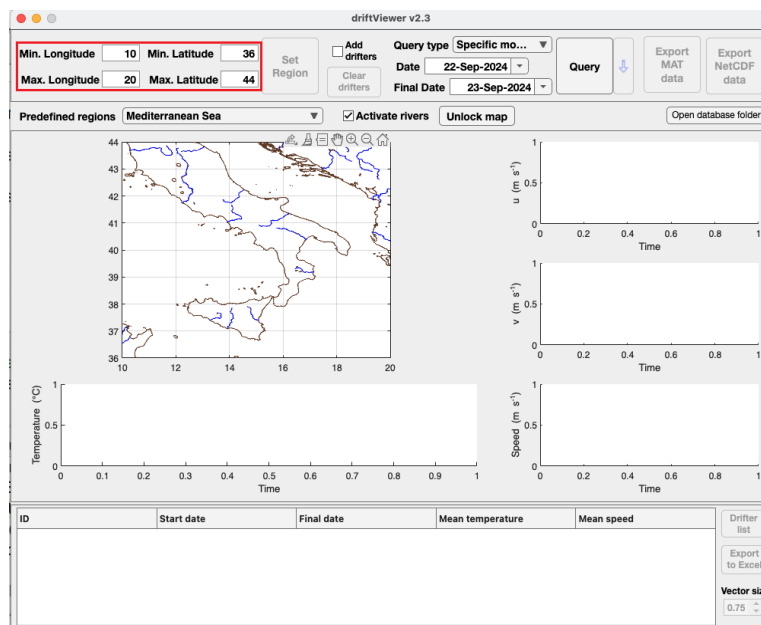 driftViewer v2.3
Min. Longitude 10 Min. Latitude 36
Max. Longitude 20 Max. Latitude 44
Set Region
Add drifters
Clear drifters
Query type Specific mo...
Date 22-Sep-2024
Final Date 23-Sep-2024
Query
Export MAT data
Export NetCDF data
Predefined regions Mediterranean Sea
Activate rivers
Unlock map
Open database folder
44
43
42
41
40
39
38
37
36
10 12 14 16 18 20
u (m s⁻¹)
1
0.5
0
0 0.2 0.4 0.6 0.8 1
Time
v (m s⁻¹)
1
0.5
0
0 0.2 0.4 0.6 0.8 1
Time
Temperature (°C)
1
0.5
0
0 0.1 0.2 0.3 0.4 0.5 0.6 0.7 0.8 0.9 1
Time
Speed (m s⁻¹)
1
0.5
0
0 0.2 0.4 0.6 0.8 1
Time
ID Start date Final date Mean temperature Mean speed
Drifter list
Export to Excel
Vector siz
0.75